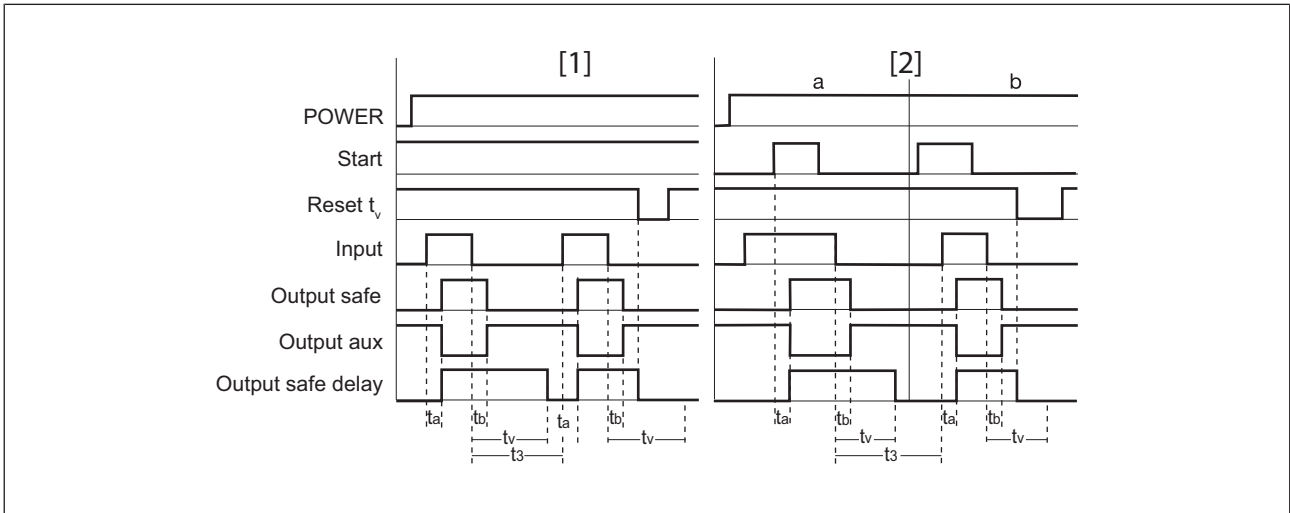 [1] [2]
a b
POWER
Start
Reset tv
Input
Output safe
Output aux
Output safe delay
ta tb ta tb ta tb ta tb
tv tv tv tv
t3 t3